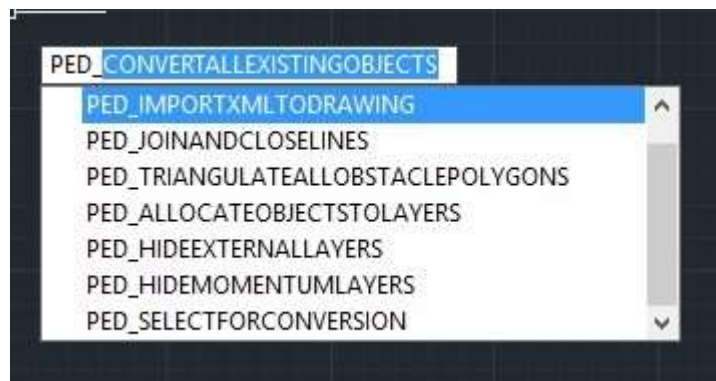 PED_CONVERTALLEXISTINGOBJECTS
PED_IMPORTXMLTODRAWING
PED_JOINANDCLOSELINES
PED_TRIANGULATEALLOBSTACLEPOLYGONS
PED_ALLOCATEOBJECTSTOLAYERS
PED_HIDEEXTERNALLAYERS
PED_HIDEMOMENTUMLAYERS
PED_SELECTFORCONVERSION